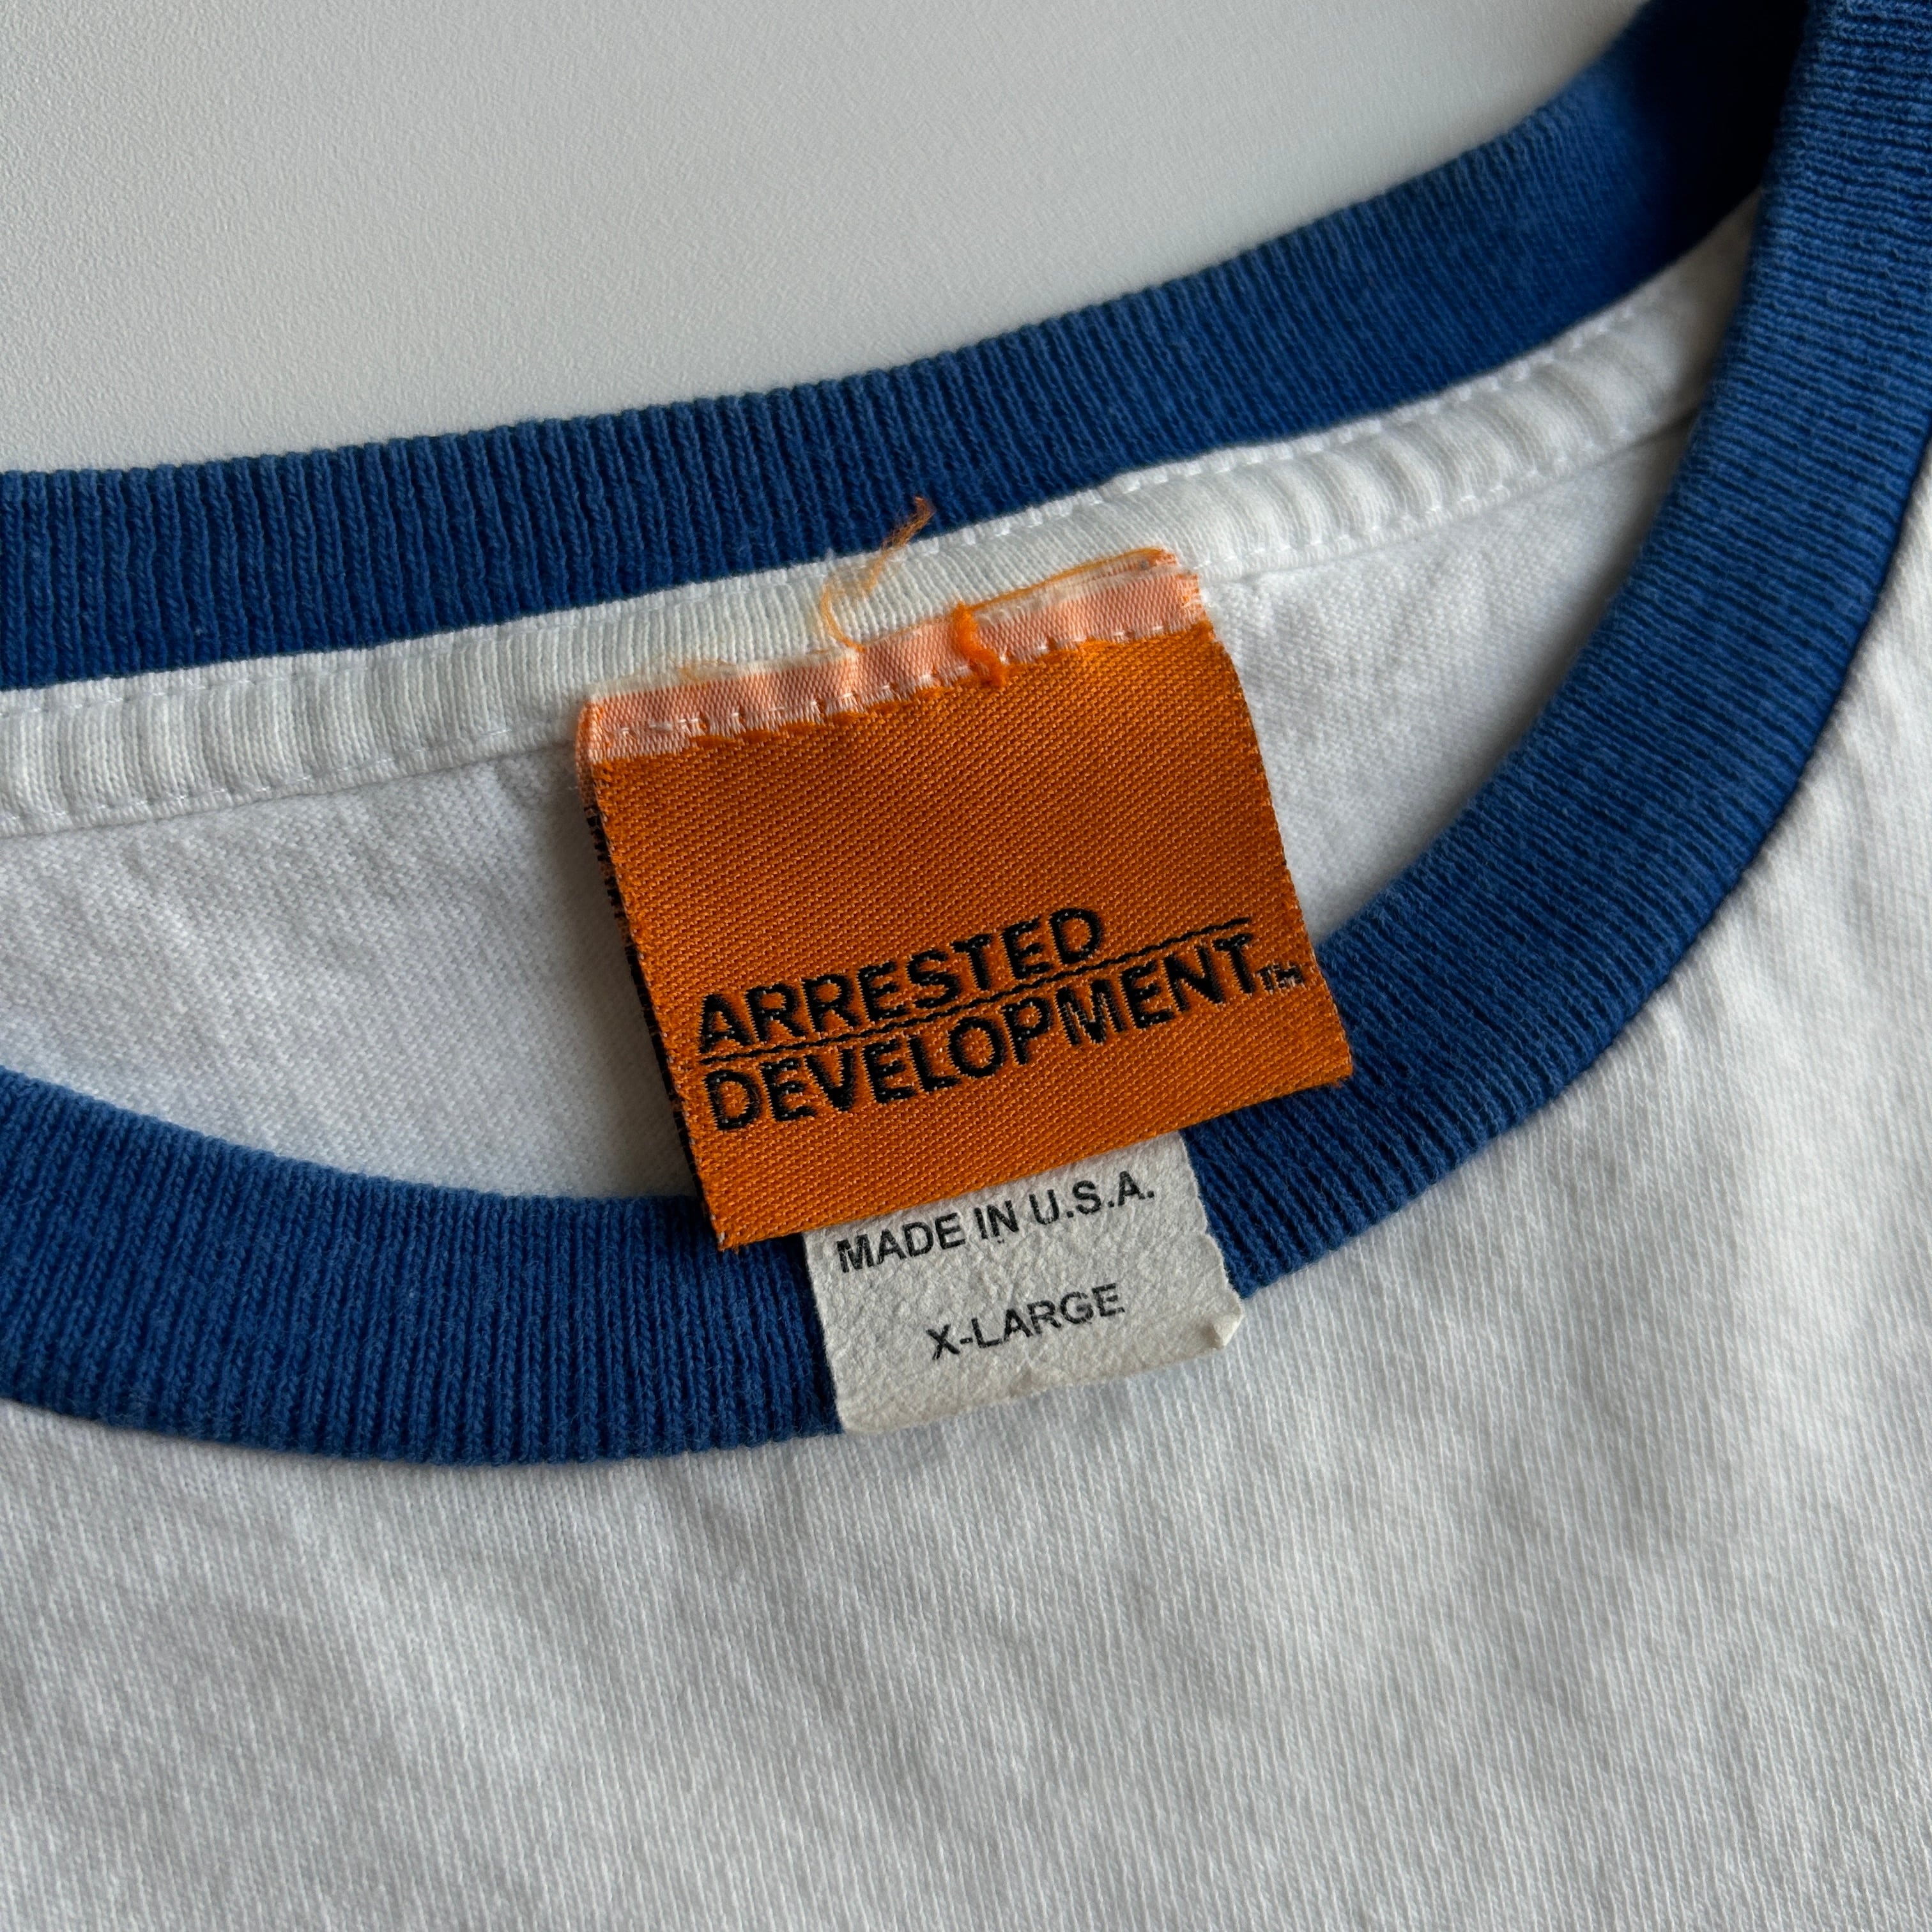 ARRESTED
DEVELOPMENT™
MADE IN U.S.A.
X-LARGE